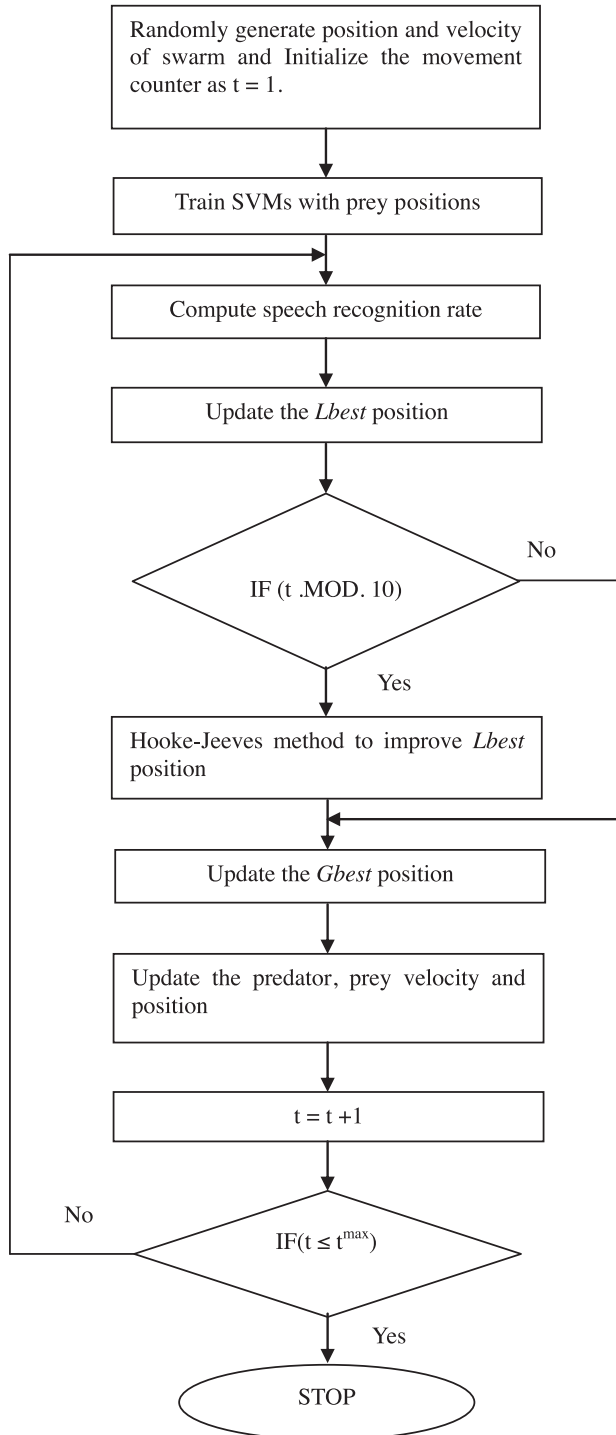 Randomly generate position and velocity
of swarm and Initialize the movement
counter as t = 1.
Train SVMs with prey positions
Compute speech recognition rate
Update the Lbest position
No
IF (t .MOD. 10)
Yes
Hooke-Jeeves method to improve Lbest
position
Update the Gbest position
Update the predator, prey velocity and
position
t = t +1
No
IF(t ≤ t^max)
Yes
STOP